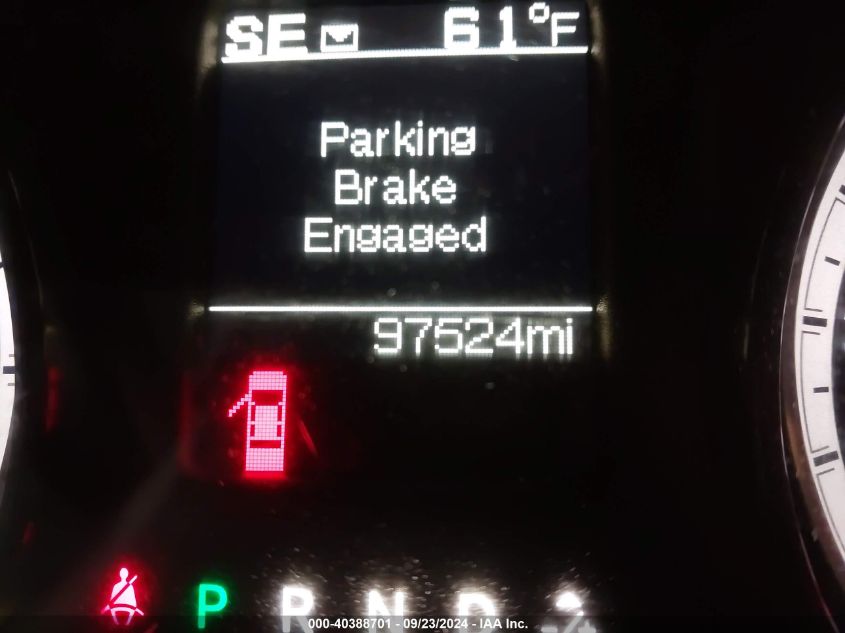 SE 61°F
Parking
Brake
Engaged
97524mi
P R N D
000-40388701 - 09/23/2024 - IAA Inc.